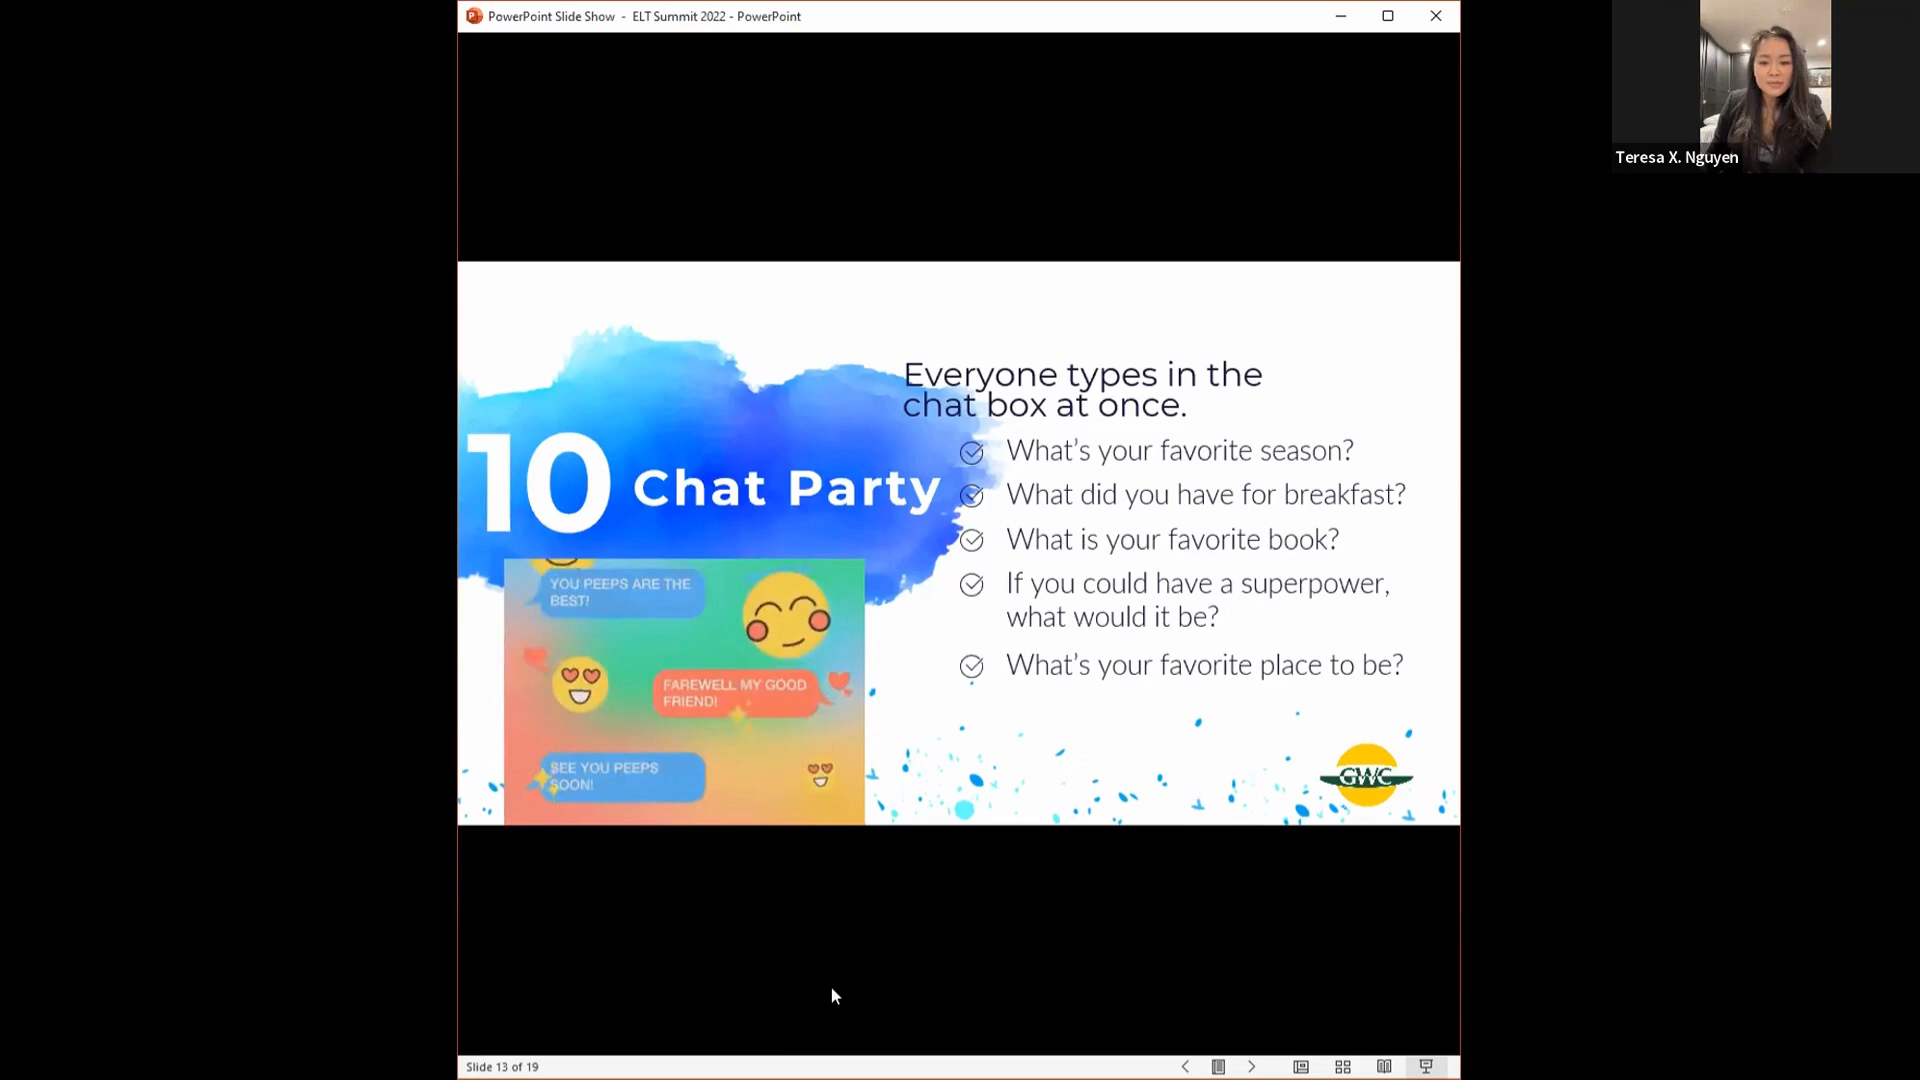 PowerPoint Slide Show - ELT Summit 2022 - PowerPoint
Teresa X. Nguyen
Everyone types in the
chat box at once.
10 Chat Party
What's your favorite season?
What did you have for breakfast?
What is your favorite book?
If you could have a superpower,
what would it be?
What's your favorite place to be?
YOU PEEPS ARE THE
BEST!
FAREWELL MY GOOD
FRIEND!
SEE YOU PEEPS
SOON!
GWC
Slide 13 of 19